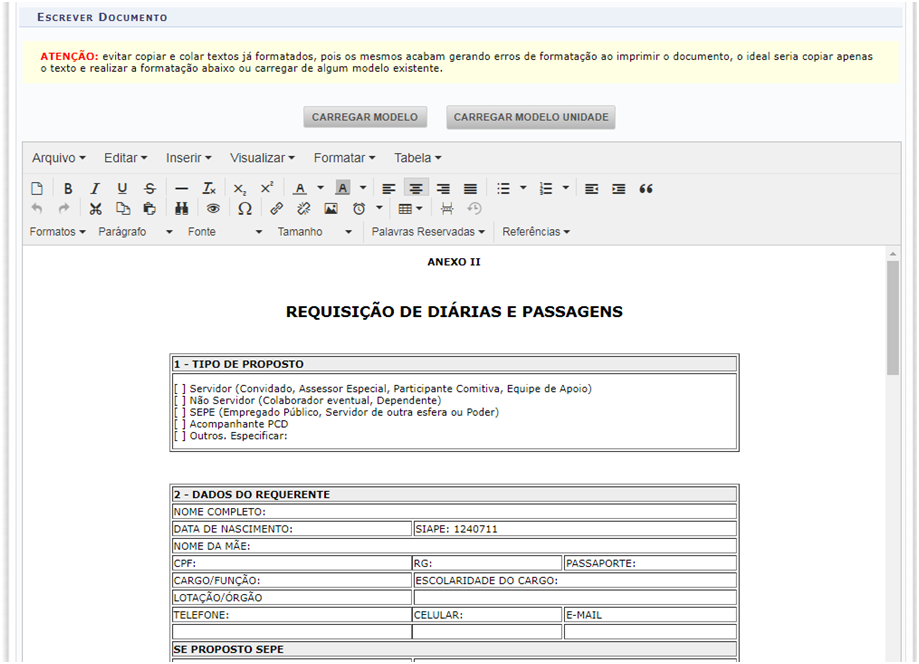 ESCREVER DOCUMENTO
ATENÇÃO: evitar copiar e colar textos já formatados, pois os mesmos acabam gerando erros de formatação ao imprimir o documento, o ideal seria copiar apenas
o texto e realizar a formatação abaixo ou carregar de algum modelo existente.
CARREGAR MODELO CARREGAR MODELO UNIDADE
Arquivo Editar Inserir Visualizar Formatar Tabela
Formatos Parágrafo Fonte Tamanho Palavras Reservadas Referências
ANEXO II
REQUISIÇÃO DE DIÁRIAS E PASSAGENS
1 - TIPO DE PROPOSTO
[ ] Servidor (Convidado, Assessor Especial, Participante Comitiva, Equipe de Apoio)
[ ] Não Servidor (Colaborador eventual, Dependente)
[ ] SEPE (Empregado Público, Servidor de outra esfera ou Poder)
[ ] Acompanhante PCD
[ ] Outros. Especificar:
2 - DADOS DO REQUERENTE
NOME COMPLETO:
DATA DE NASCIMENTO: SIAPE: 1240711
NOME DA MÃE:
CPF: RG: PASSAPORTE:
CARGO/FUNÇÃO: ESCOLARIDADE DO CARGO:
LOTAÇÃO/ÓRGÃO
TELEFONE: CELULAR: E-MAIL
SE PROPOSTO SEPE